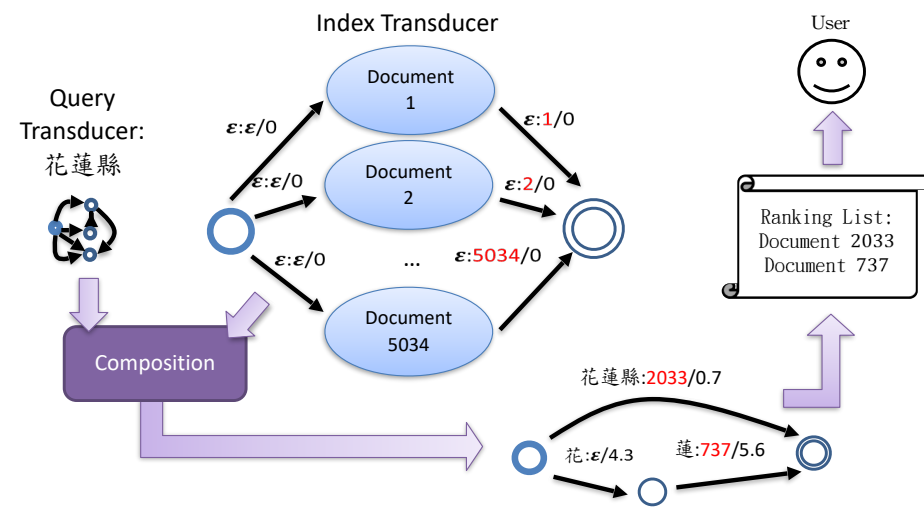 Index Transducer
User
Query
Transducer:
花蓮縣
Document
1
Document
2
...
Document
5034
ε:ε/0
ε:ε/0
ε:ε/0
ε:1/0
ε:2/0
ε:5034/0
Composition
Ranking List:
Document 2033
Document 737
花蓮縣:2033/0.7
花:ε/4.3
蓮:737/5.6